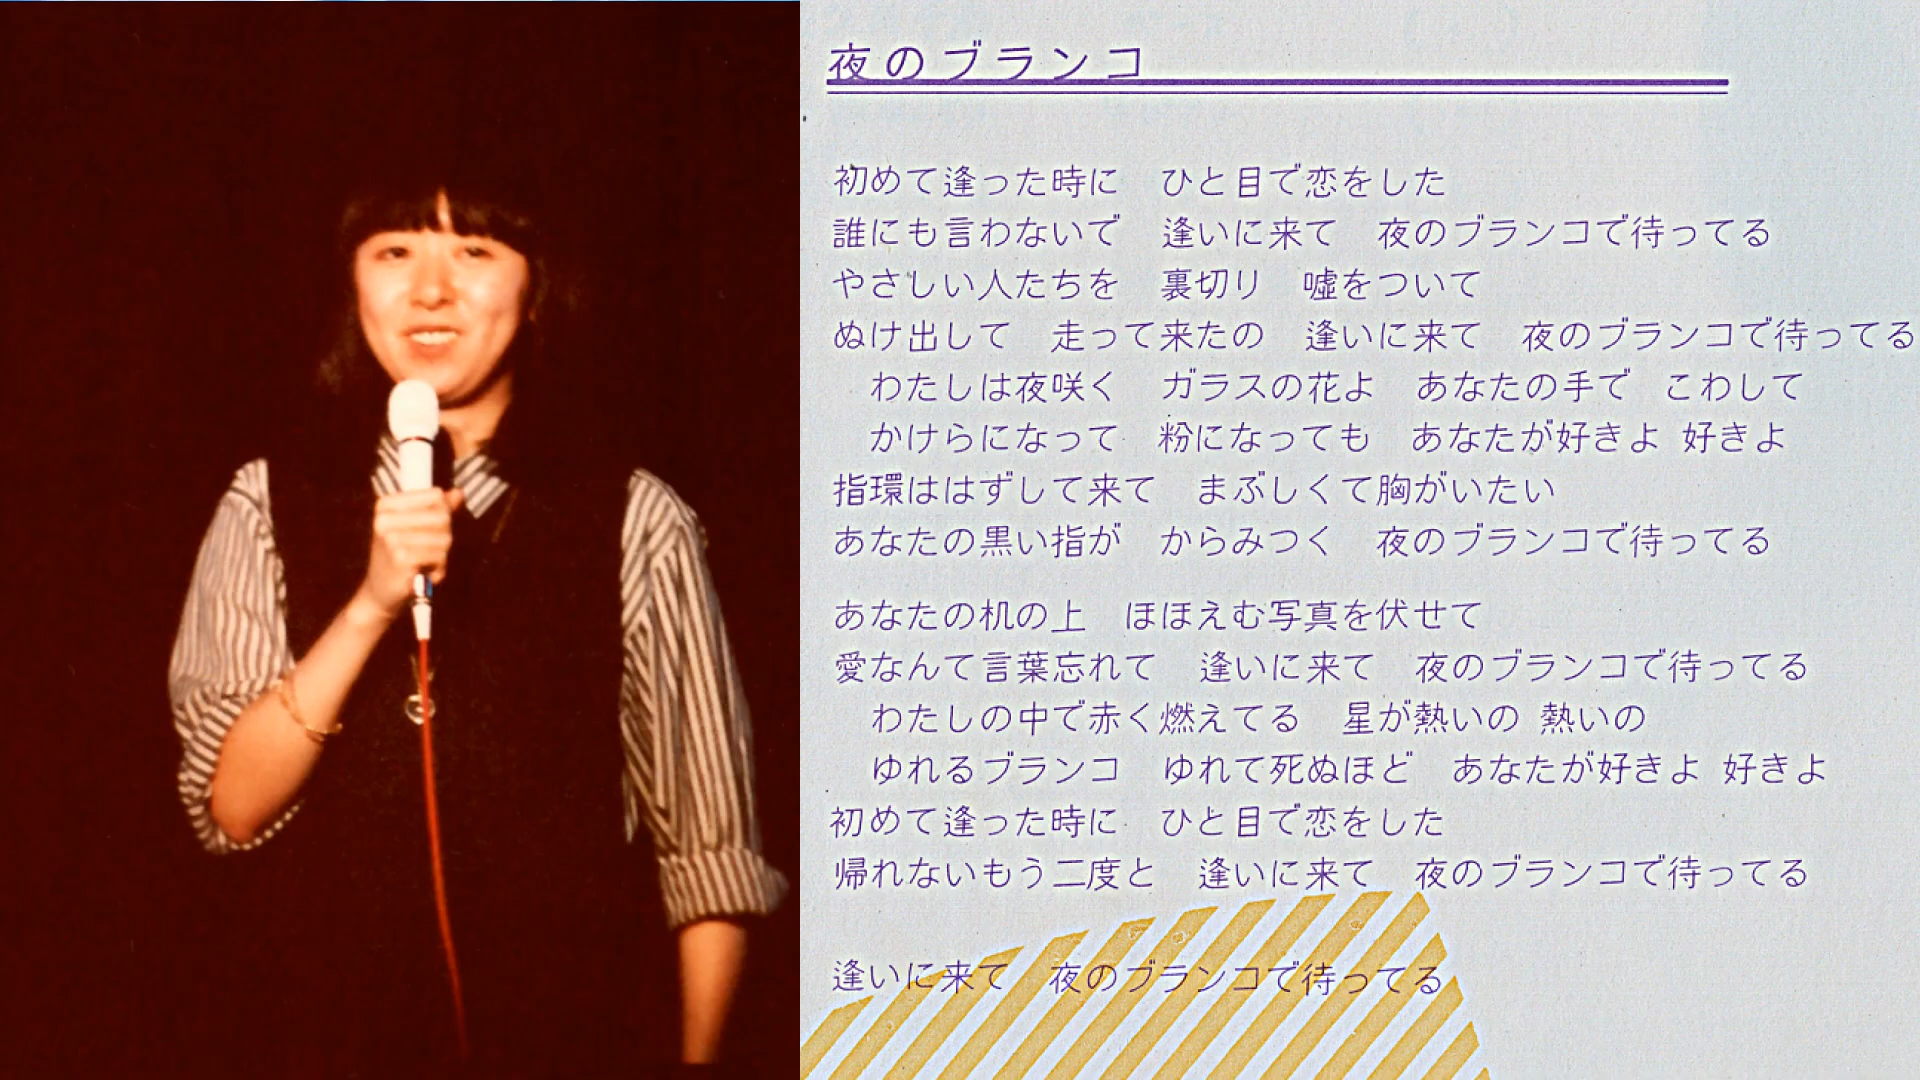 夜のブランコ
初めて逢った時に　ひと目で恋をした
誰にも言わないで　逢いに来て　夜のブランコで待ってる
やさしい人たちを　裏切り　嘘をついて
ぬけ出して　走って来たの　逢いに来て　夜のブランコで待ってる
わたしは夜咲く　ガラスの花よ　あなたの手で　こわして
かけらになって　粉になっても　あなたが好きよ 好きよ
指環ははずして来て　まぶしくて胸がいたい
あなたの黒い指が　からみつく　夜のブランコで待ってる
あなたの机の上　ほほえむ写真を伏せて
愛なんて言葉忘れて　逢いに来て　夜のブランコで待ってる
わたしの中で赤く燃えてる　星が熱いの 熱いの
ゆれるブランコ　ゆれて死ぬほど　あなたが好きよ 好きよ
初めて逢った時に　ひと目で恋をした
帰れないもう二度と　逢いに来て　夜のブランコで待ってる
逢いに来て　夜のブランコで待ってる